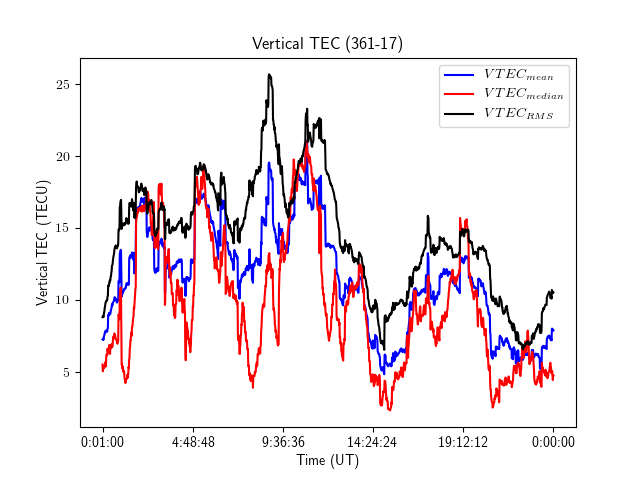 Vertical TEC (361-17)
VTEC_mean
VTEC_median
VTEC_RMS
25
20
15
10
5
Vertical TEC (TECU)
0:01:00 4:48:48 9:36:36 14:24:24 19:12:12 0:00:00
Time (UT)